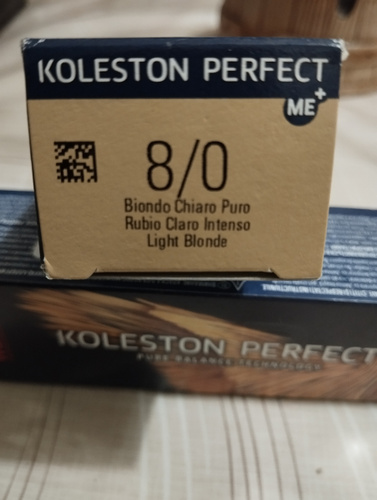 KOLESTON PERFECT
ME+
8/0
Biondo Chiaro Puro
Rubio Claro Intenso
Light Blonde
KOLESTON PERFECT
PURE BALANCE TECHNOLOGY